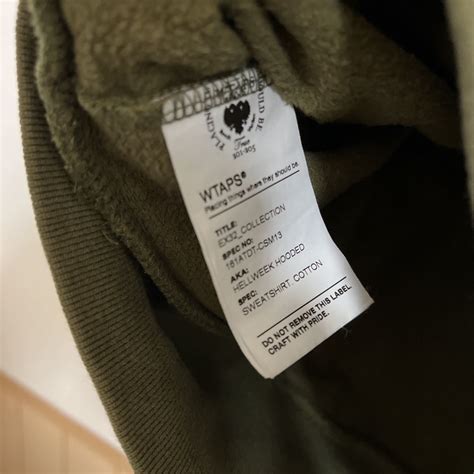 WTAPS®
Placing things where they should be.
TITLE:
EX32_COLLECTION
SPEC NO:
161ATDT-CSM13
A.K.A:
HELLWEEK.HOODED
SPEC:
SWEATSHIRT. COTTON
DO NOT REMOVE THIS LABEL.
CRAFT WITH PRIDE.